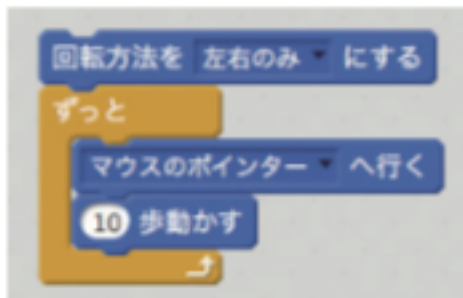 回転方法を 左右のみ にする
ずっと
マウスのポインター へ行く
10 歩動かす